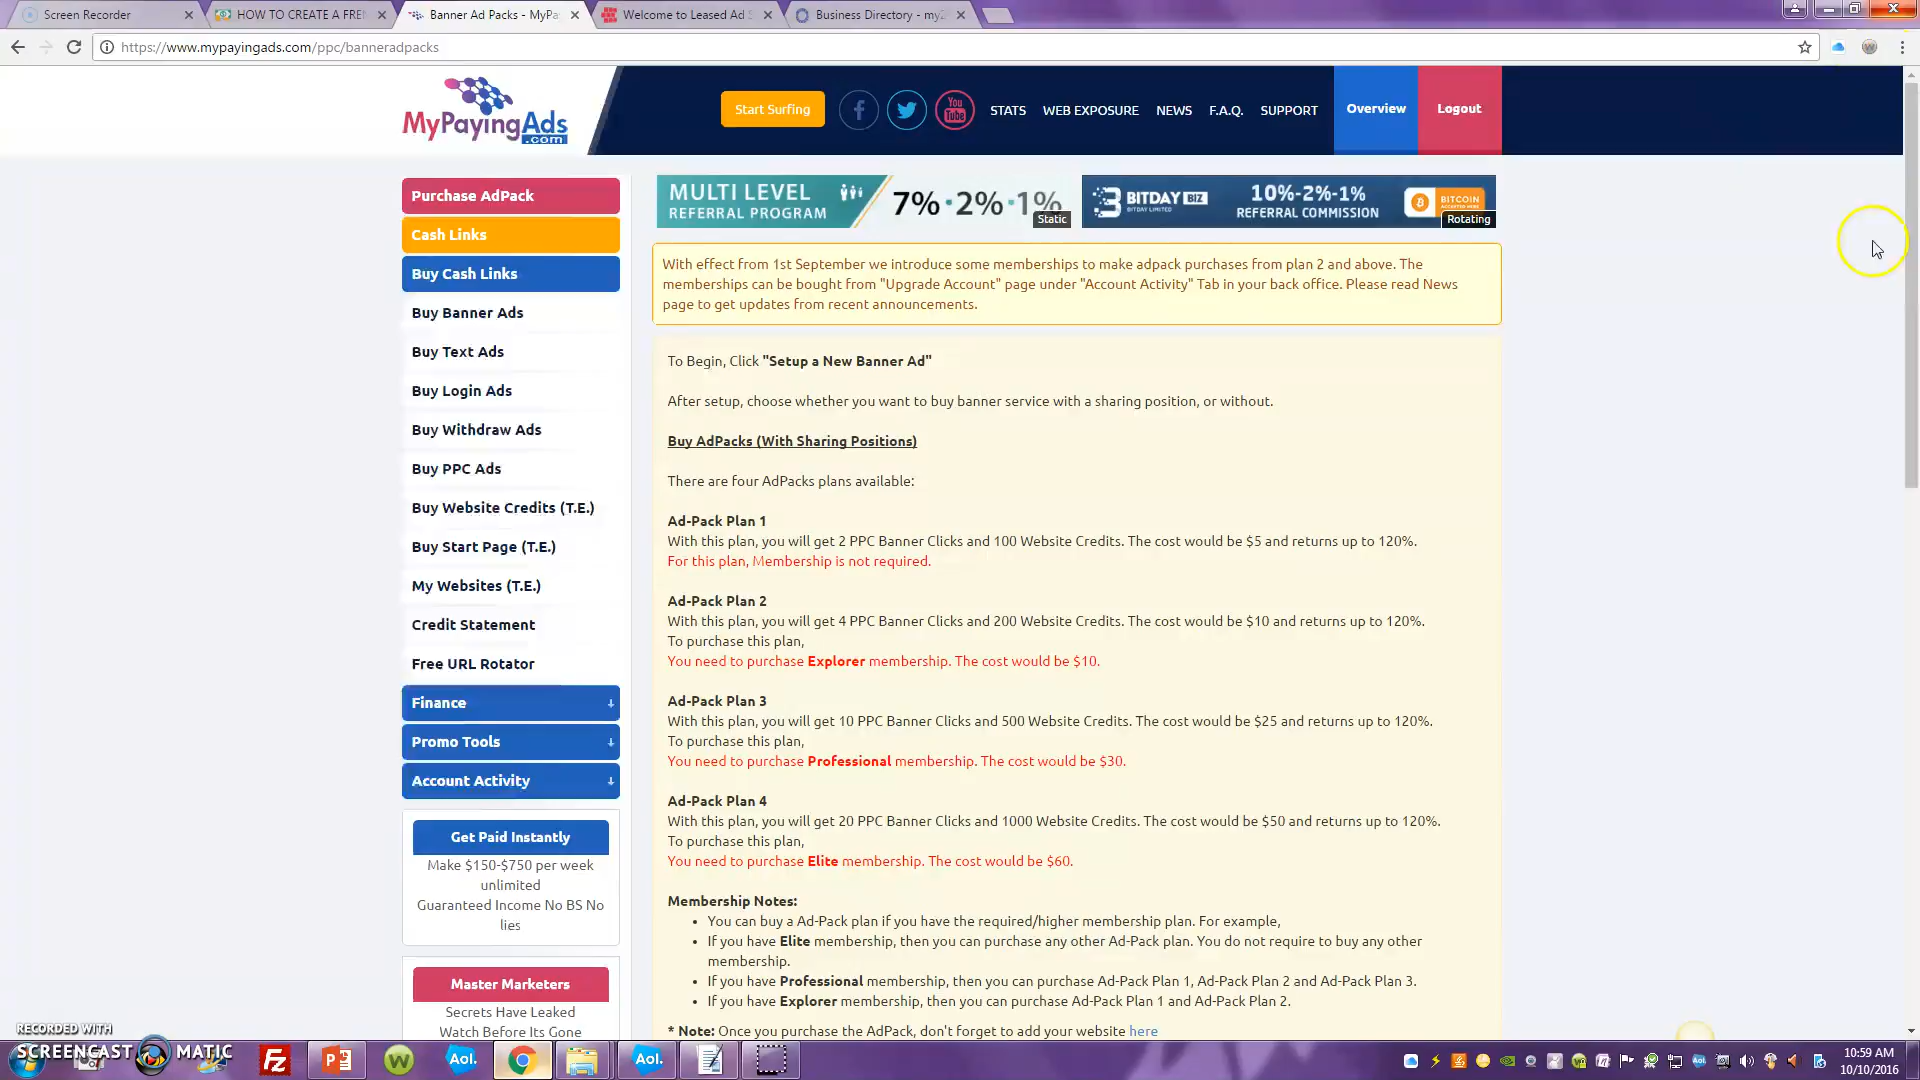 Screen Recorder
HOW TO CREATE A FREE
Banner Ad Packs - MyPa
Welcome to Leased Ad S
Business Directory - my2
https://www.mypayingads.com/ppc/banneradpacks
MyPayingAds
.com
Start Surfing
You
Tube
STATS
WEB EXPOSURE
NEWS
F.A.Q.
SUPPORT
Overview
Logout
Purchase AdPack
Cash Links
Buy Cash Links
Buy Banner Ads
Buy Text Ads
Buy Login Ads
Buy Withdraw Ads
Buy PPC Ads
Buy Website Credits (T.E.)
Buy Start Page (T.E.)
My Websites (T.E.)
Credit Statement
Free URL Rotator
Finance
Promo Tools
Account Activity
Get Paid Instantly
Make $150-$750 per week
unlimited
Guaranteed Income No BS No
lies
Master Marketers
Secrets Have Leaked
Watch Before Its Gone
MULTI LEVEL
REFERRAL PROGRAM
7%·2%·1%
Static
BITDAY BIZ
BITDAY LIMITED
10%-2%-1%
REFERRAL COMMISSION
BITCOIN
Rotating
With effect from 1st September we introduce some memberships to make adpack purchases from plan 2 and above. The
memberships can be bought from "Upgrade Account" page under "Account Activity" Tab in your back office. Please read News
page to get updates from recent announcements.
To Begin, Click "Setup a New Banner Ad"
After setup, choose whether you want to buy banner service with a sharing position, or without.
Buy AdPacks (With Sharing Positions)
There are four AdPacks plans available:
Ad-Pack Plan 1
With this plan, you will get 2 PPC Banner Clicks and 100 Website Credits. The cost would be $5 and returns up to 120%.
For this plan, Membership is not required.
Ad-Pack Plan 2
With this plan, you will get 4 PPC Banner Clicks and 200 Website Credits. The cost would be $10 and returns up to 120%.
To purchase this plan,
You need to purchase Explorer membership. The cost would be $10.
Ad-Pack Plan 3
With this plan, you will get 10 PPC Banner Clicks and 500 Website Credits. The cost would be $25 and returns up to 120%.
To purchase this plan,
You need to purchase Professional membership. The cost would be $30.
Ad-Pack Plan 4
With this plan, you will get 20 PPC Banner Clicks and 1000 Website Credits. The cost would be $50 and returns up to 120%.
To purchase this plan,
You need to purchase Elite membership. The cost would be $60.
Membership Notes:
• You can buy a Ad-Pack plan if you have the required/higher membership plan. For example,
• If you have Elite membership, then you can purchase any other Ad-Pack plan. You do not require to buy any other
membership.
• If you have Professional membership, then you can purchase Ad-Pack Plan 1, Ad-Pack Plan 2 and Ad-Pack Plan 3.
• If you have Explorer membership, then you can purchase Ad-Pack Plan 1 and Ad-Pack Plan 2.
* Note: Once you purchase the AdPack, don't forget to add your website here
RECORDED WITH
SCREENCAST MATIC
Fz
W
Aol.
Aol.
10:59 AM
10/10/2016